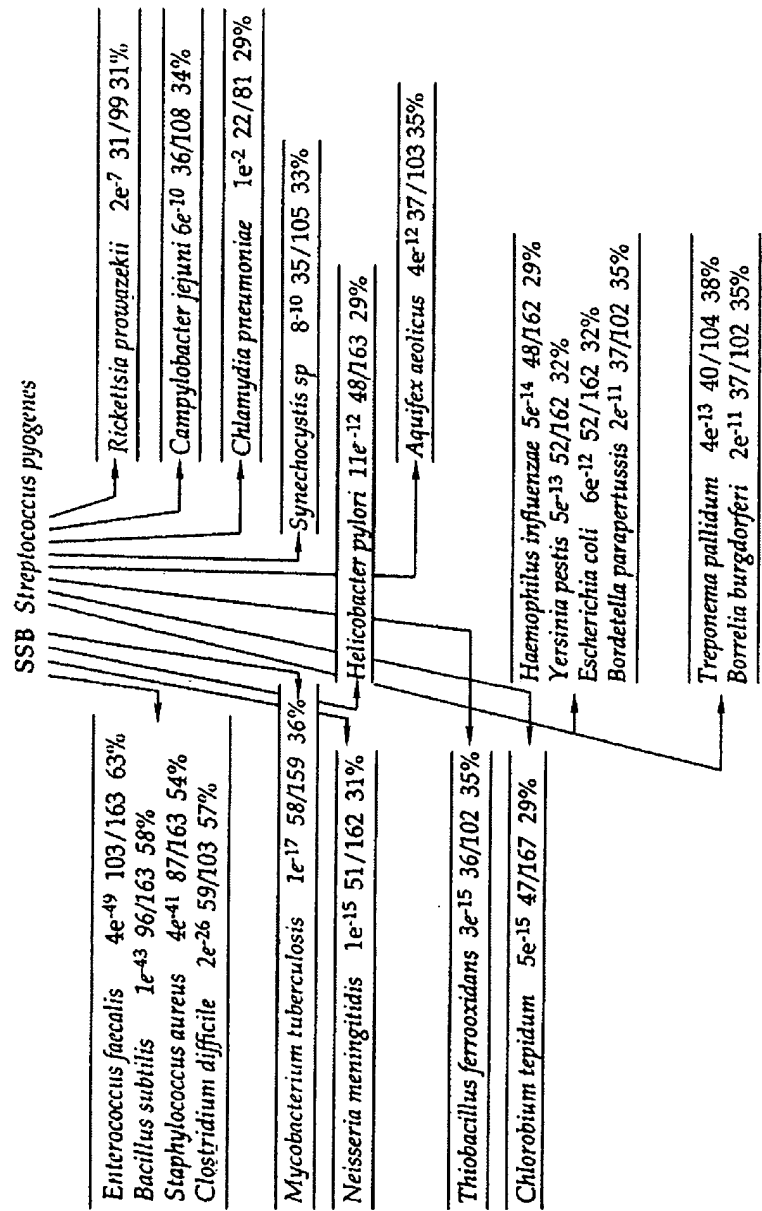 SSB Streptococcus pyogenes
Enterococcus faecalis 4e-49 103/163 63%
Bacillus subtilis 1e-43 96/163 58%
Staphylococcus aureus 4e-41 87/163 54%
Clostridium difficile 2e-26 59/103 57%
Mycobacterium tuberculosis 1e-17 58/159 36%
Neisseria meningitidis 1e-15 51/162 31%
Thiobacillus ferrooxidans 3e-15 36/102 35%
Chlorobium tepidum 5e-15 47/167 29%
Rickettsia prowazekii 2e-7 31/99 31%
Campylobacter jejuni 6e-10 36/108 34%
Chlamydia pneumoniae 1e-2 22/81 29%
Synechocystis sp 8-10 35/105 33%
Helicobacter pylori 11e-12 48/163 29%
Aquifex aeolicus 4e-12 37/103 35%
Haemophilus influenzae 5e-14 48/162 29%
Yersinia pestis 5e-13 52/162 32%
Escherichia coli 6e-12 52/162 32%
Bordetella parapertussis 2e-11 37/102 35%
Treponema pallidum 4e-13 40/104 38%
Borrelia burgdorferi 2e-11 37/102 35%